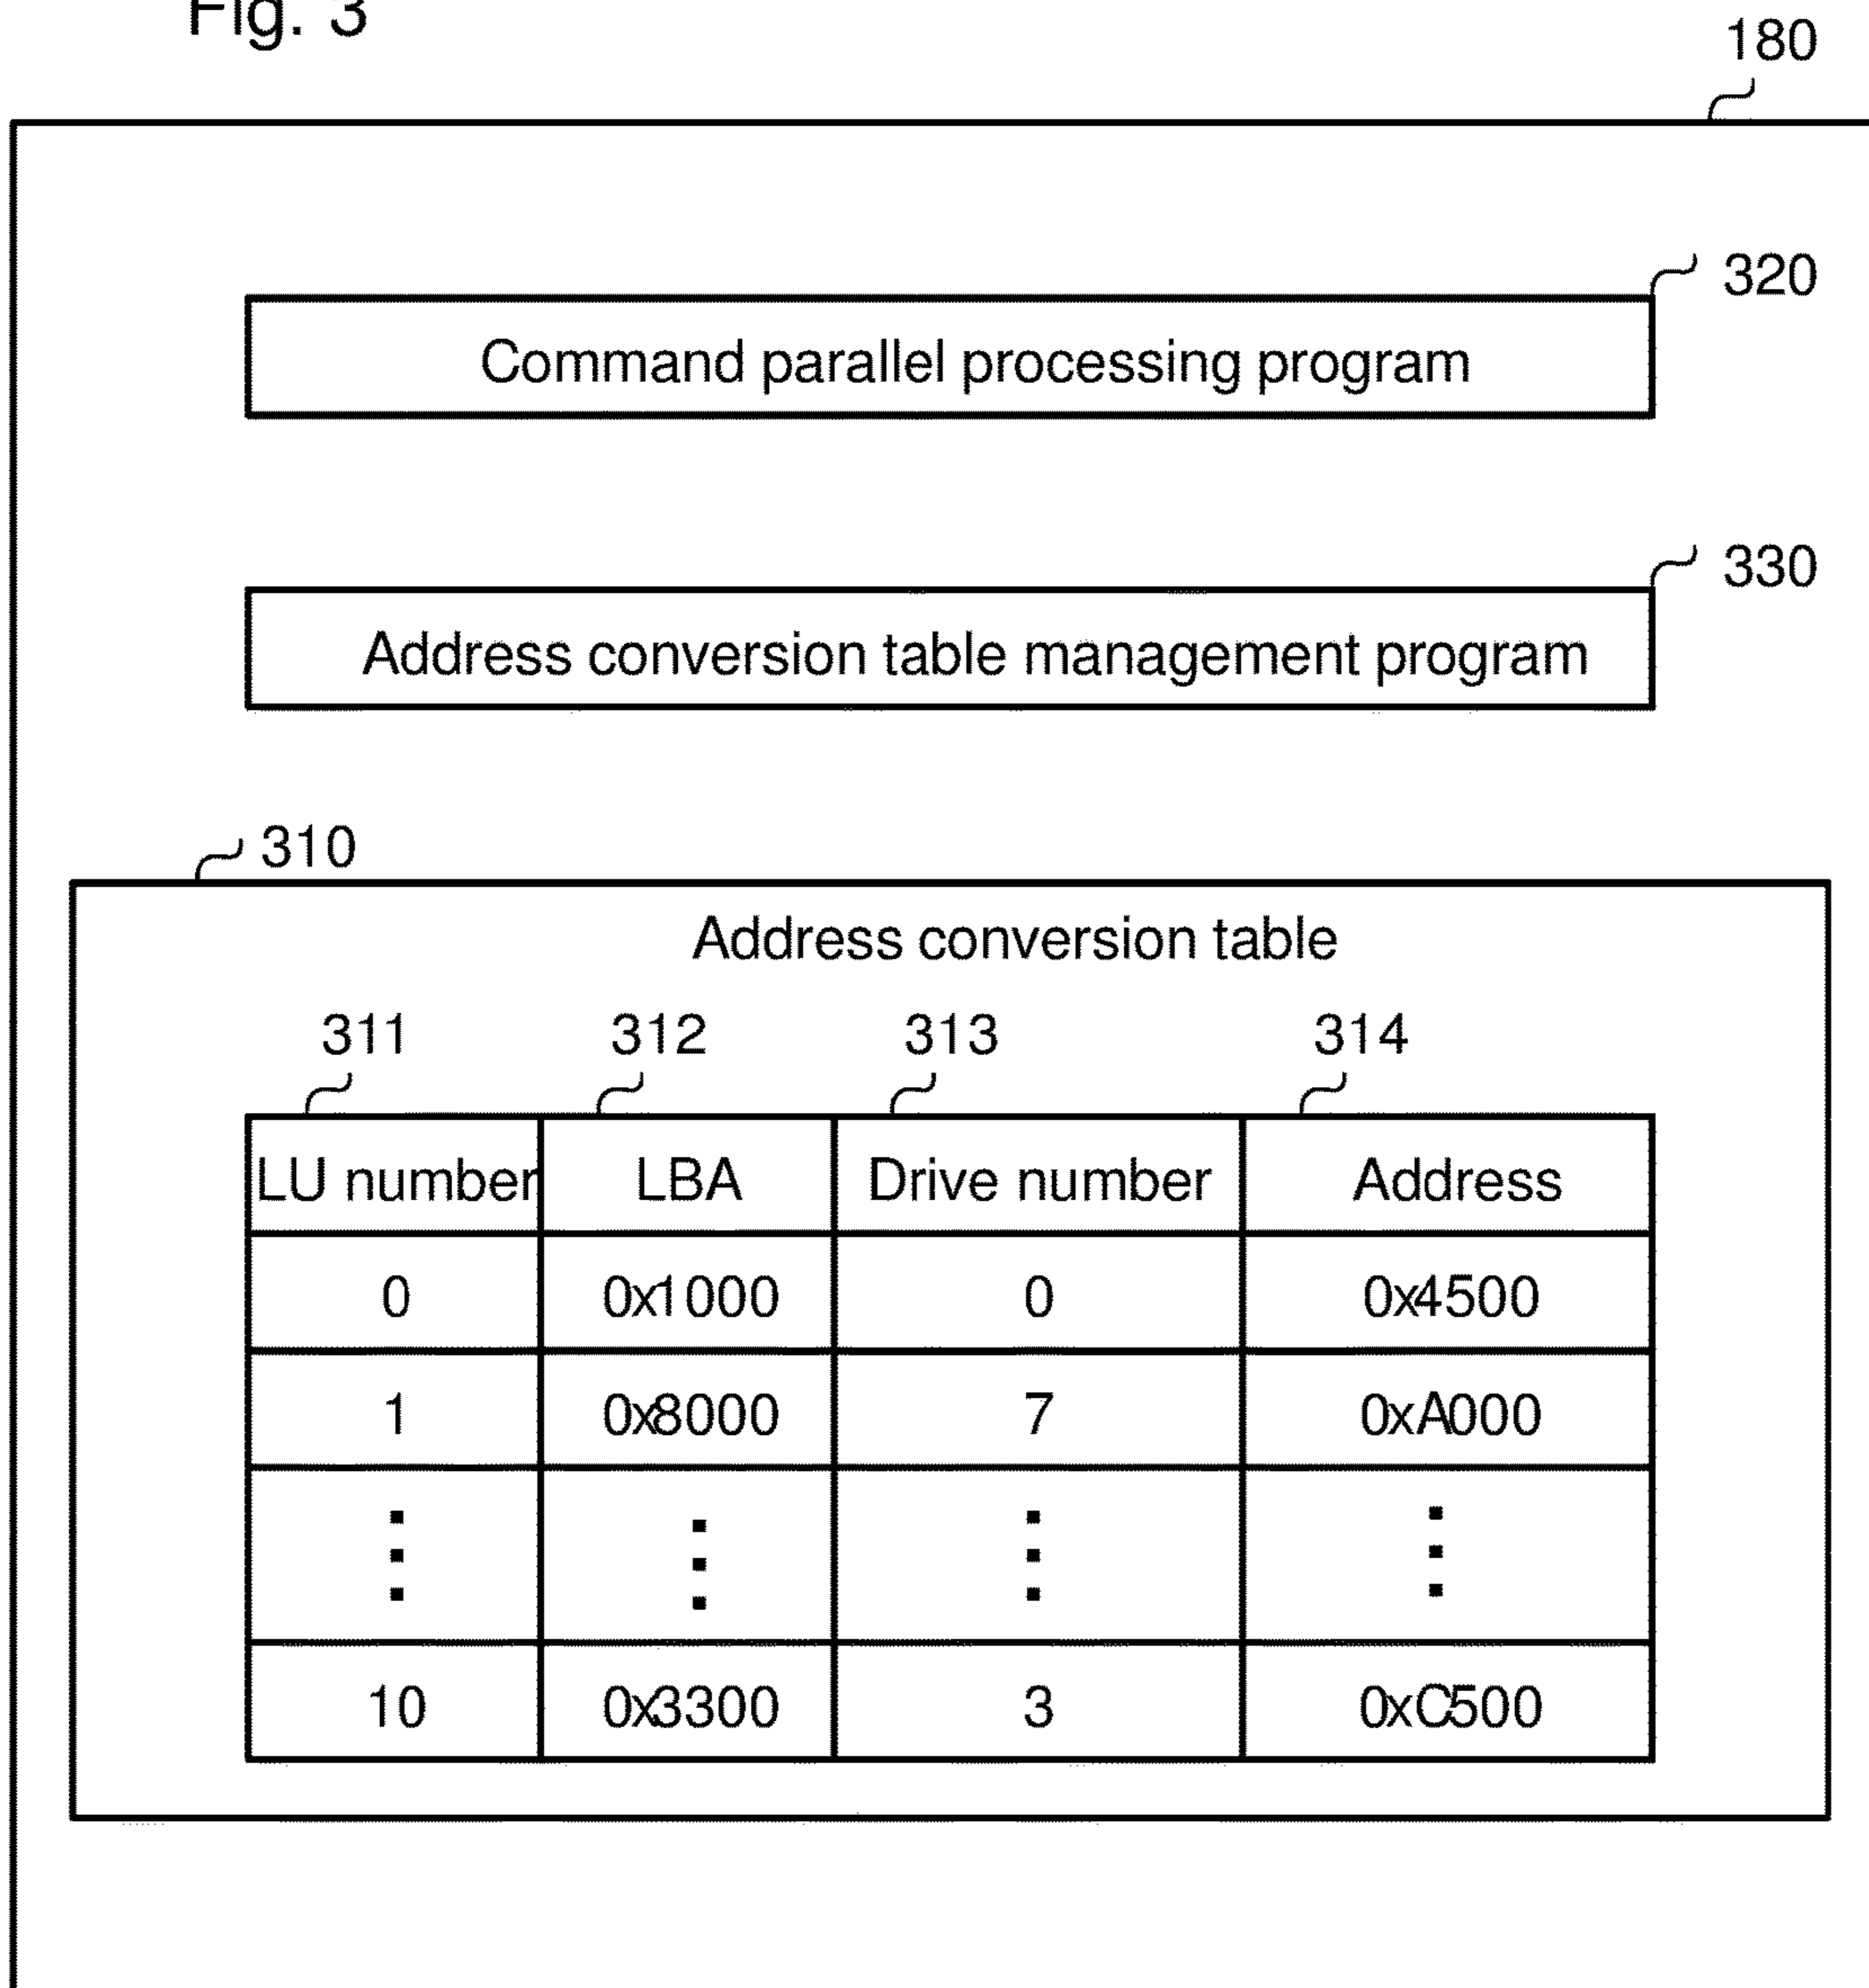 Fig. 3
180
320
Command parallel processing program
330
Address conversion table management program
310
Address conversion table
311 312 313 314
LU number LBA Drive number Address
0 0x1000 0 0x4500
1 0x8000 7 0xA000
10 0x3300 3 0xC500